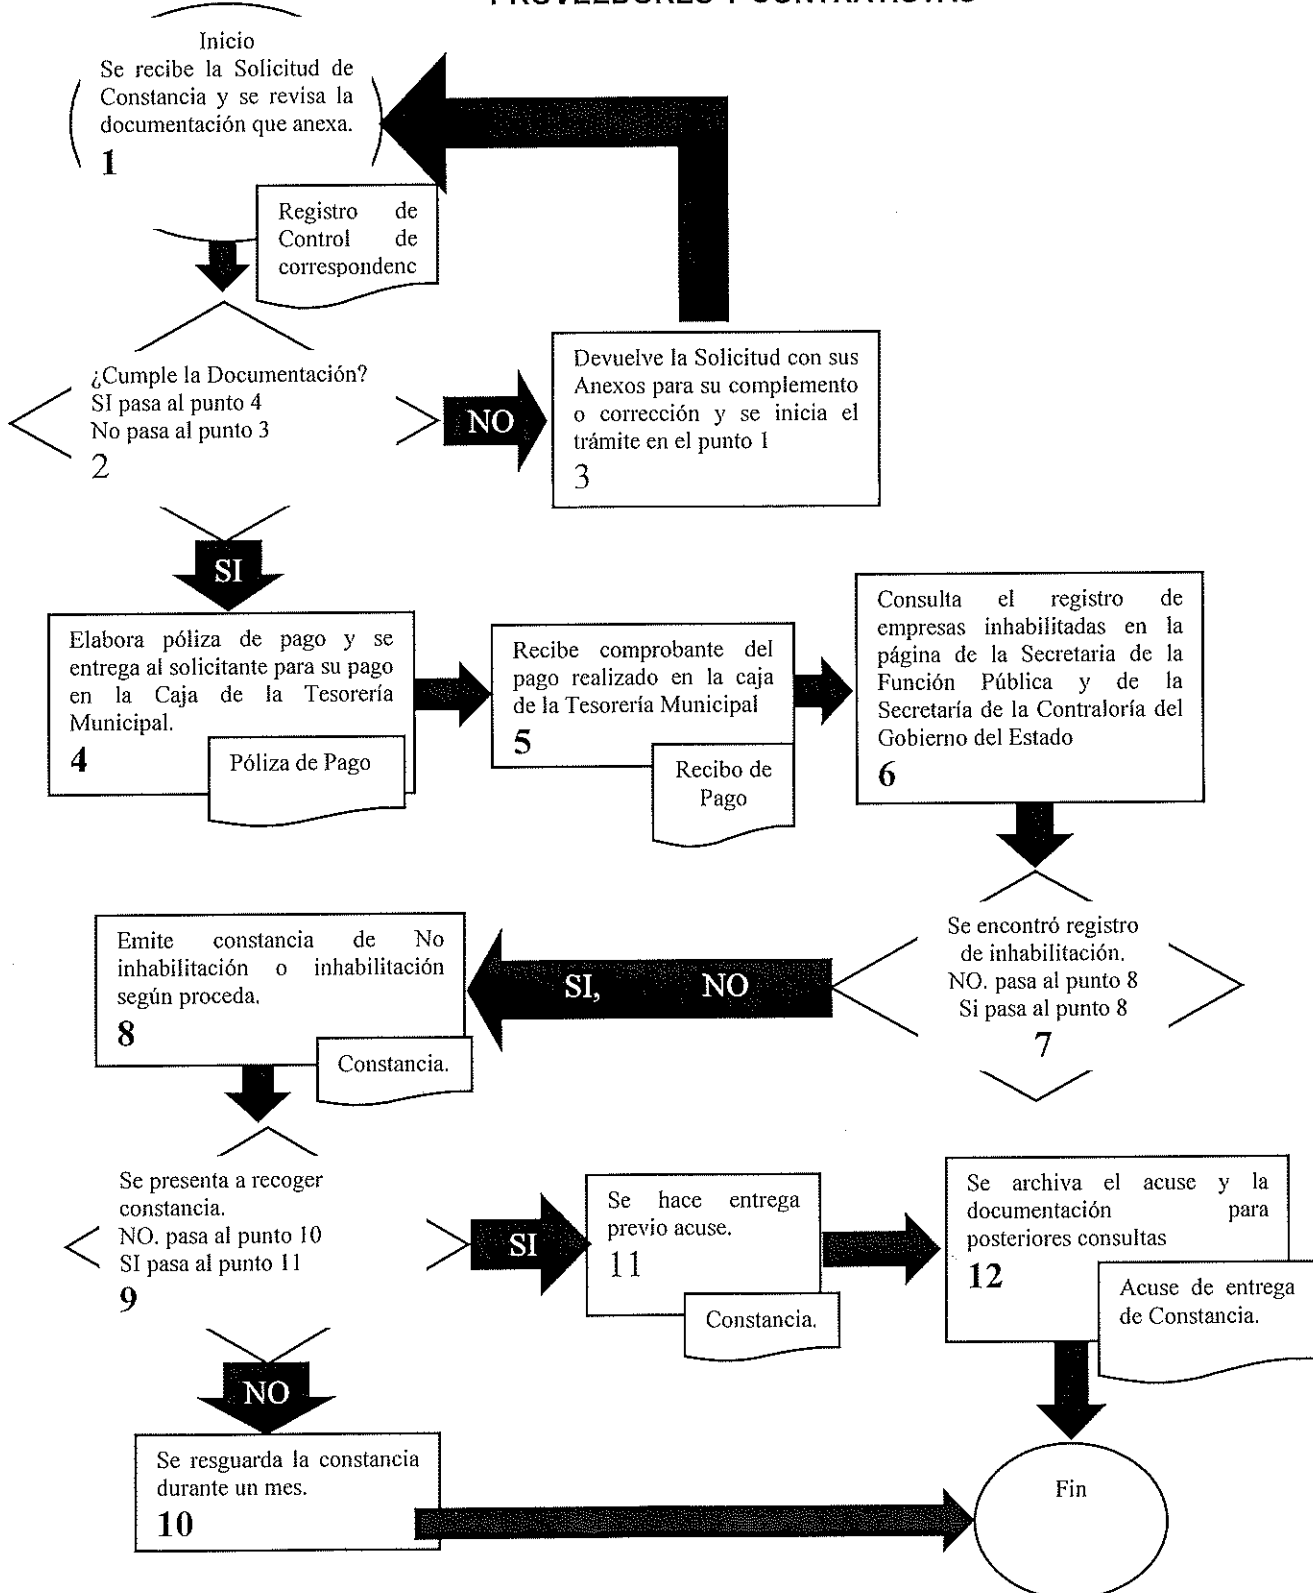 PROVEEDORES Y CONTRATISTAS
Inicio
Se recibe la Solicitud de
Constancia y se revisa la
documentación que anexa.
1
Registro de
Control de
correspondenc
¿Cumple la Documentación?
SI pasa al punto 4
No pasa al punto 3
2
NO
Devuelve la Solicitud con sus
Anexos para su complemento
o corrección y se inicia el
trámite en el punto 1
3
SI
Elabora póliza de pago y se
entrega al solicitante para su pago
en la Caja de la Tesorería
Municipal.
4
Póliza de Pago
Recibe comprobante del
pago realizado en la caja
de la Tesorería Municipal
5
Recibo de
Pago
Consulta el registro de
empresas inhabilitadas en la
página de la Secretaria de la
Función Pública y de la
Secretaría de la Contraloría del
Gobierno del Estado
6
Se encontró registro
de inhabilitación.
NO. pasa al punto 8
Si pasa al punto 8
7
SI, NO
Emite constancia de No
inhabilitación o inhabilitación
según proceda.
8
Constancia.
Se presenta a recoger
constancia.
NO. pasa al punto 10
SI pasa al punto 11
9
SI
Se hace entrega
previo acuse.
11
Constancia.
Se archiva el acuse y la
documentación para
posteriores consultas
12
Acuse de entrega
de Constancia.
NO
Se resguarda la constancia
durante un mes.
10
Fin